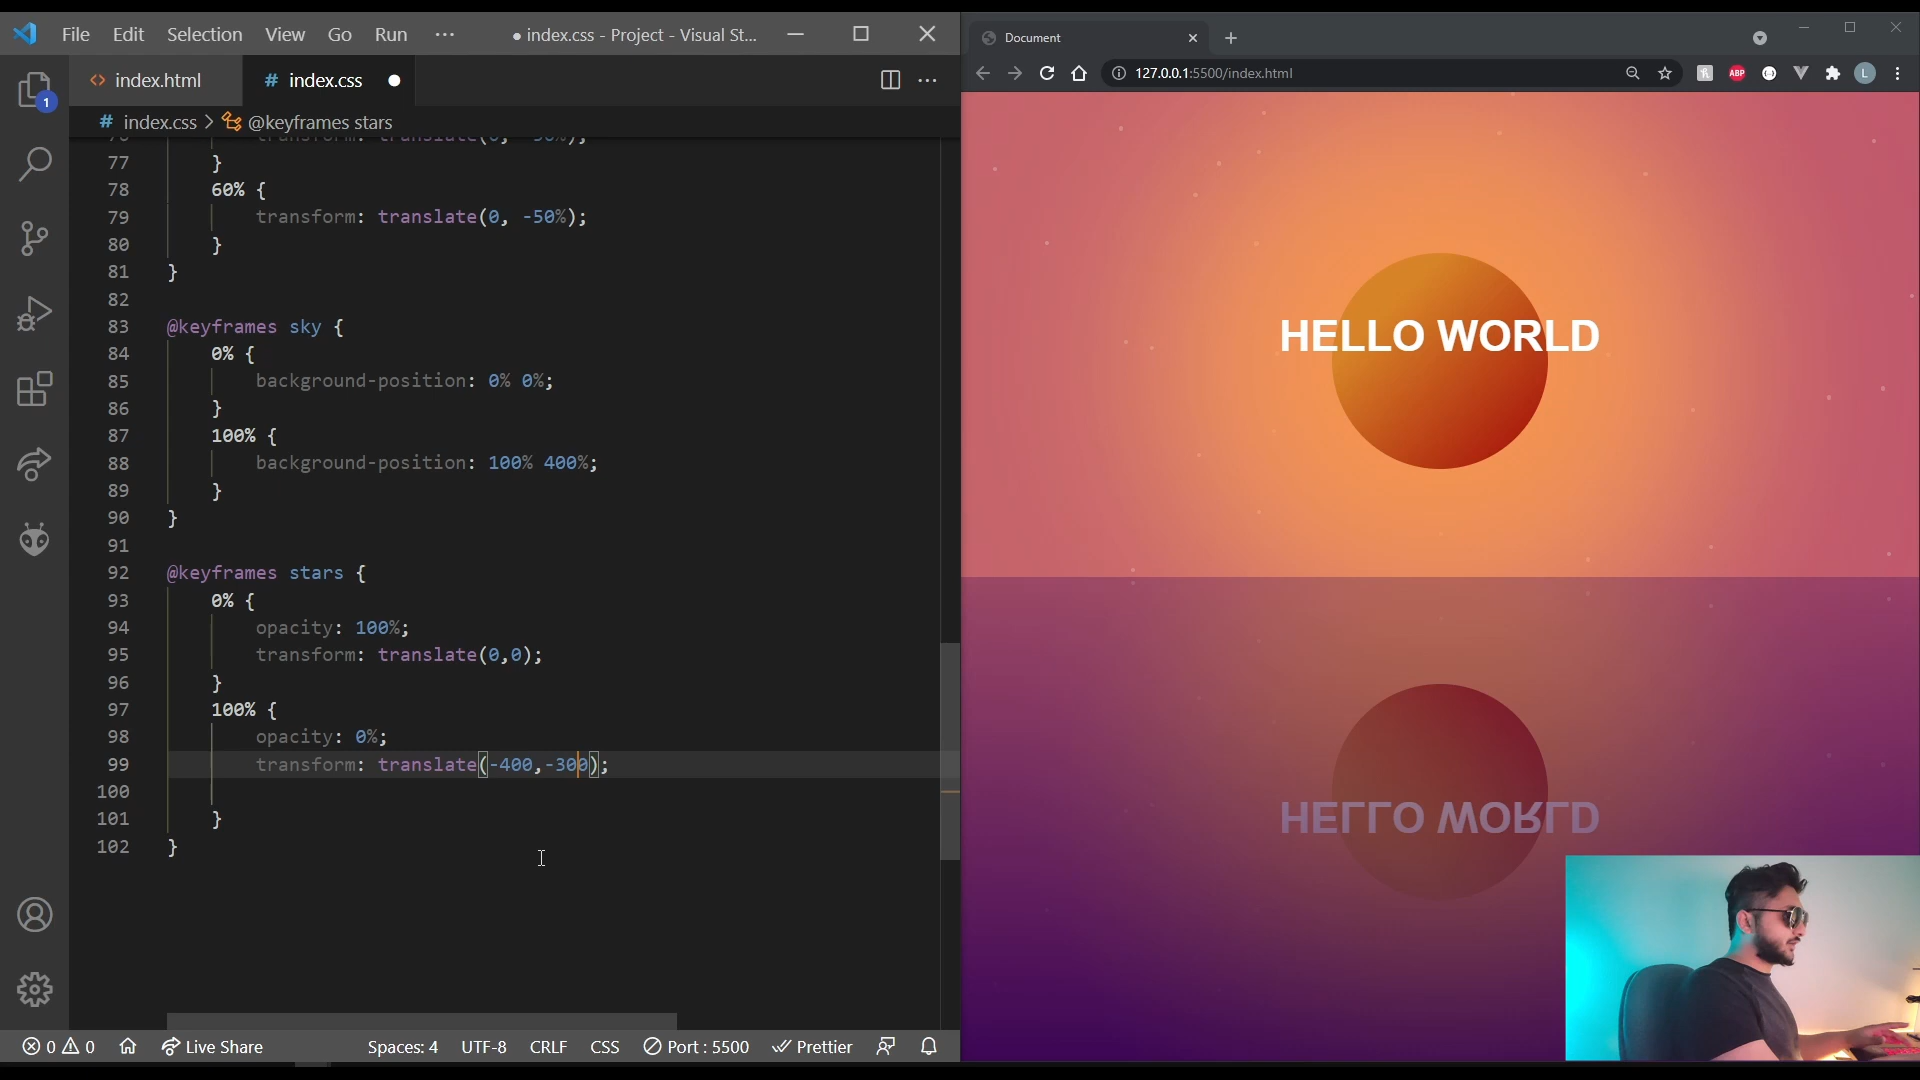 File Edit Selection View Go Run ··· ● index.css - Project - Visual St...
<> index.html # index.css ●
# index.css > @keyframes stars
77 }
78 60% {
79 transform: translate(0, -50%);
80 }
81 }
82
83 @keyframes sky {
84 0% {
85 background-position: 0% 0%;
86 }
87 100% {
88 background-position: 100% 400%;
89 }
90 }
91
92 @keyframes stars {
93 0% {
94 opacity: 100%;
95 transform: translate(0,0);
96 }
97 100% {
98 opacity: 0%;
99 transform: translate(-400,-300);
100
101 }
102 }
1
0 0 Live Share Spaces: 4 UTF-8 CRLF CSS Port : 5500 Prettier
Document
127.0.0.1:5500/index.html
ABP
L
HELLO WORLD
HELLO WORLD